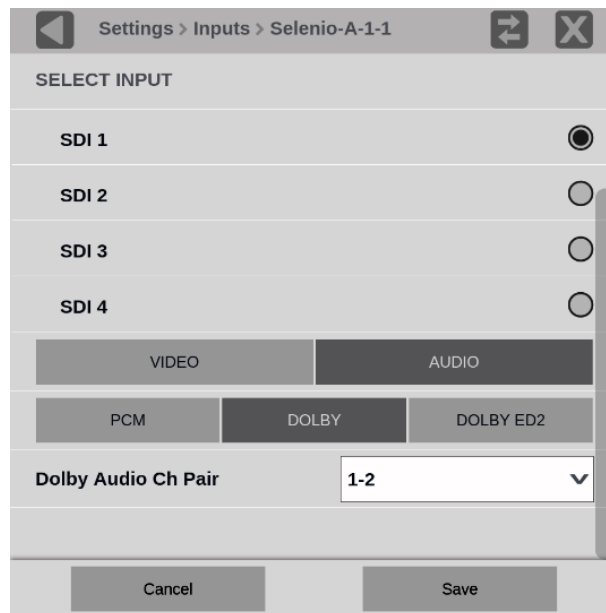 Settings > Inputs > Selenio-A-1-1
SELECT INPUT
SDI 1
SDI 2
SDI 3
SDI 4
VIDEO AUDIO
PCM DOLBY DOLBY ED2
Dolby Audio Ch Pair 1-2
Cancel Save